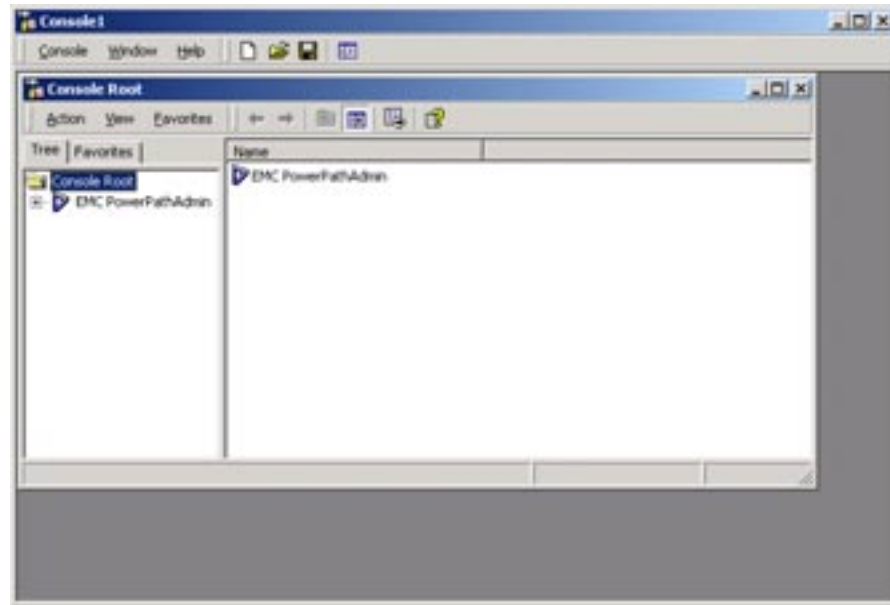 Console1
Console Window Help
Console Root
Action View Favorites
Tree Favorites
Name
Console Root
EMC PowerPathAdmin
EMC PowerPathAdmin